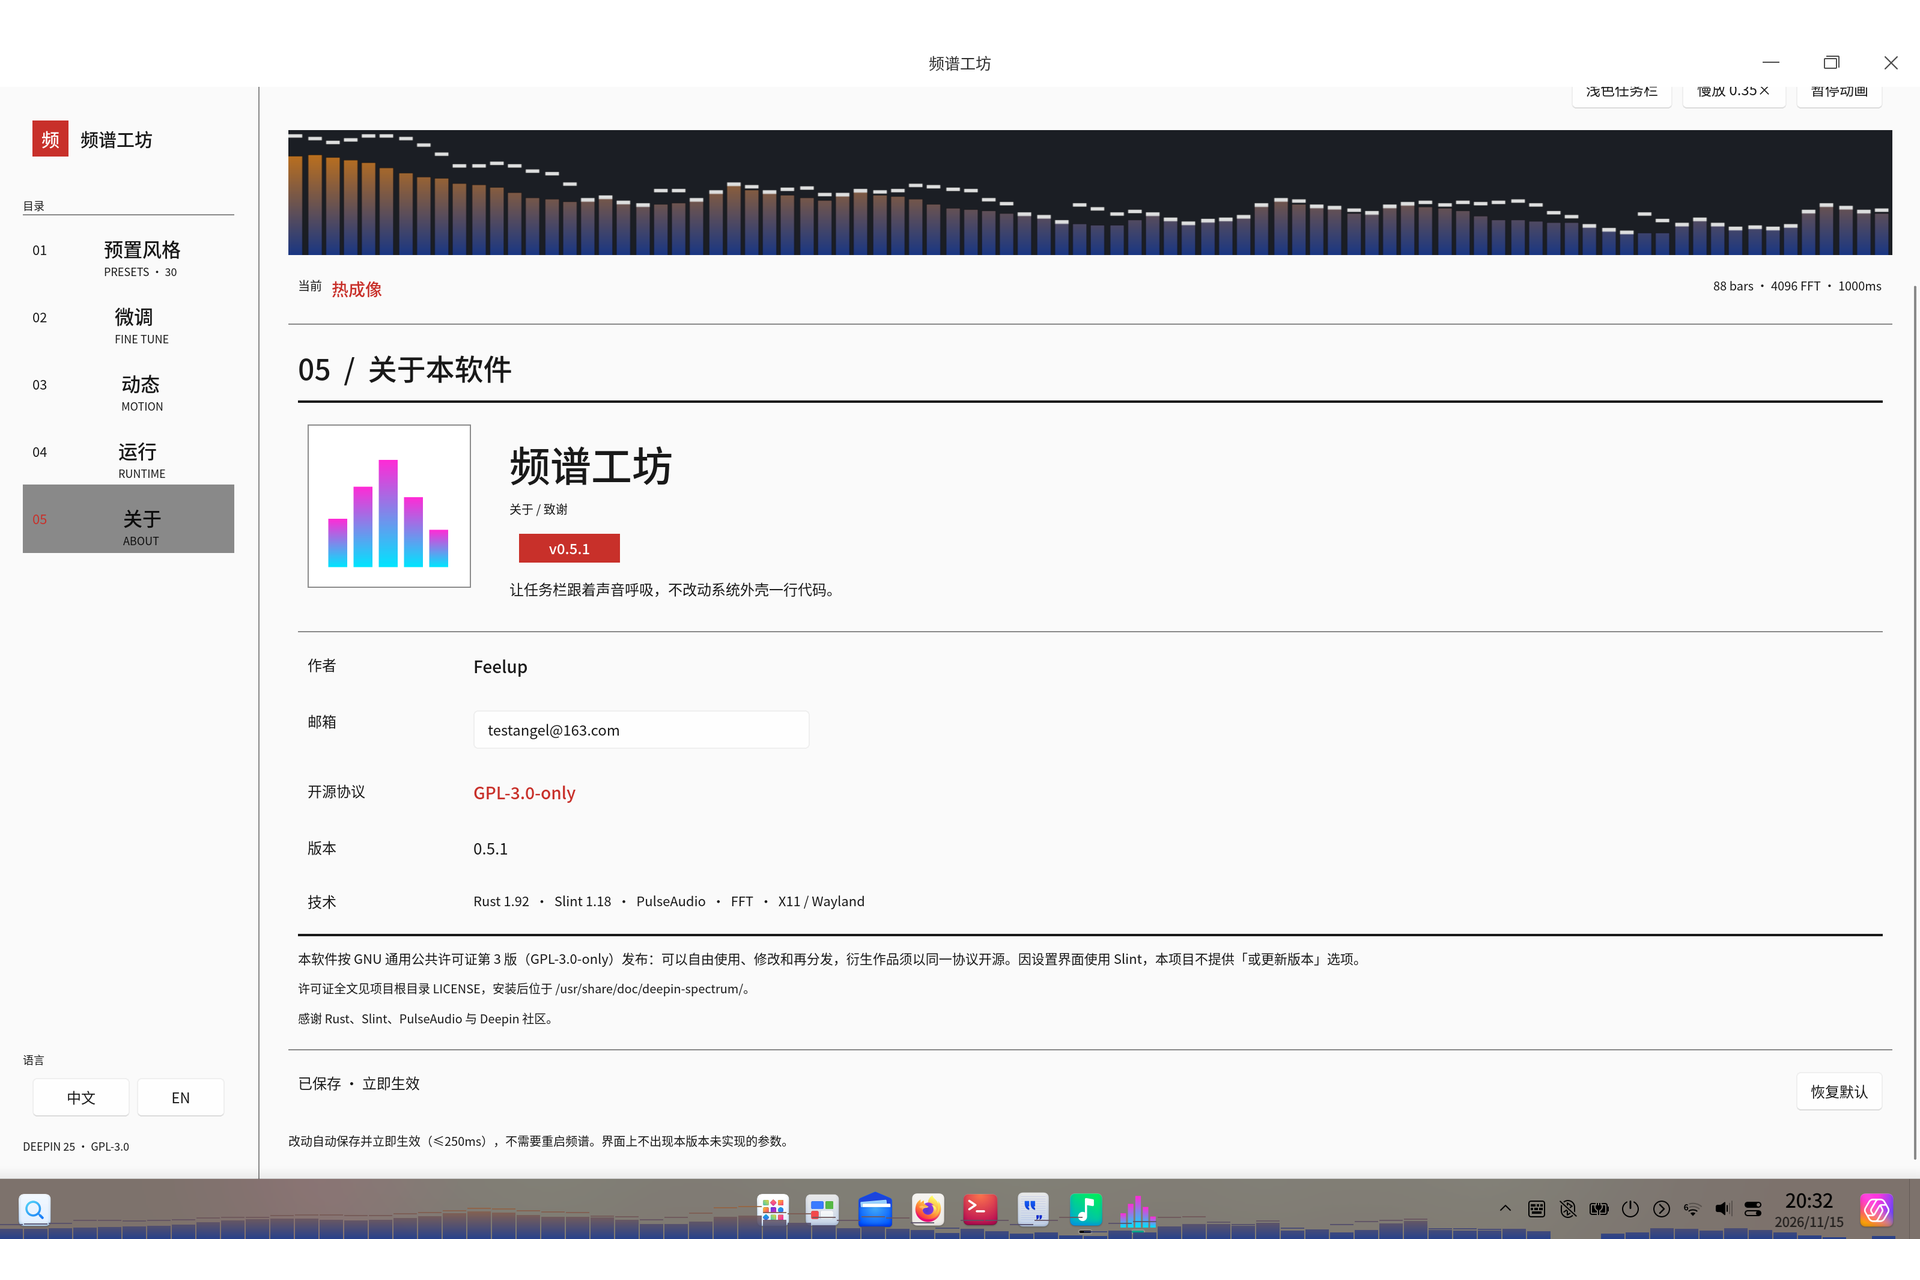 频谱工坊
浅色任务栏 慢放 0.35× 暂停动画
频 频谱工坊
目录
01 预置风格
PRESETS · 30
02 微调
FINE TUNE
03 动态
MOTION
04 运行
RUNTIME
05 关于
ABOUT
语言
中文 EN
DEEPIN 25 · GPL-3.0
当前 热成像
88 bars · 4096 FFT · 1000ms
05 / 关于本软件
频谱工坊
关于 / 致谢
v0.5.1
让任务栏跟着声音呼吸，不改动系统外壳一行代码。
作者 Feelup
邮箱 testangel@163.com
开源协议 GPL-3.0-only
版本 0.5.1
技术 Rust 1.92 · Slint 1.18 · PulseAudio · FFT · X11 / Wayland
本软件按 GNU 通用公共许可证第 3 版（GPL-3.0-only）发布：可以自由使用、修改和再分发，衍生作品须以同一协议开源。因设置界面使用 Slint，本项目不提供「或更新版本」选项。
许可证全文见项目根目录 LICENSE，安装后位于 /usr/share/doc/deepin-spectrum/。
感谢 Rust、Slint、PulseAudio 与 Deepin 社区。
已保存 · 立即生效
恢复默认
改动自动保存并立即生效（≤250ms），不需要重启频谱。界面上不出现本版本未实现的参数。
20:32
2026/11/15